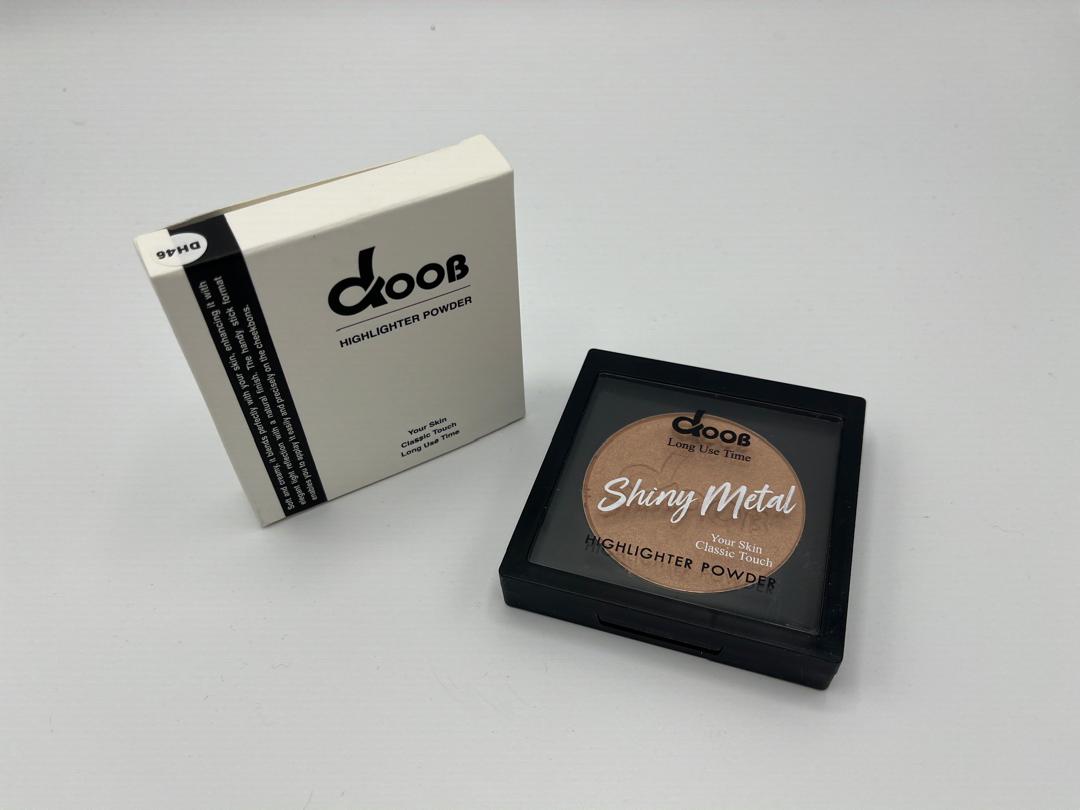 DH46
Soft and creamy, it blends perfectly with your skin, enhancing it with
elegant light reflection with a natural finish. The handy stick format
enables you to applay it easily and precisely on the cheekbons.
dooB
HIGHLIGHTER POWDER
Your Skin
Classic Touch
Long Use Time
dooB
Long Use Time
Shiny Metal
Your Skin
Classic Touch
HIGHLIGHTER POWDER